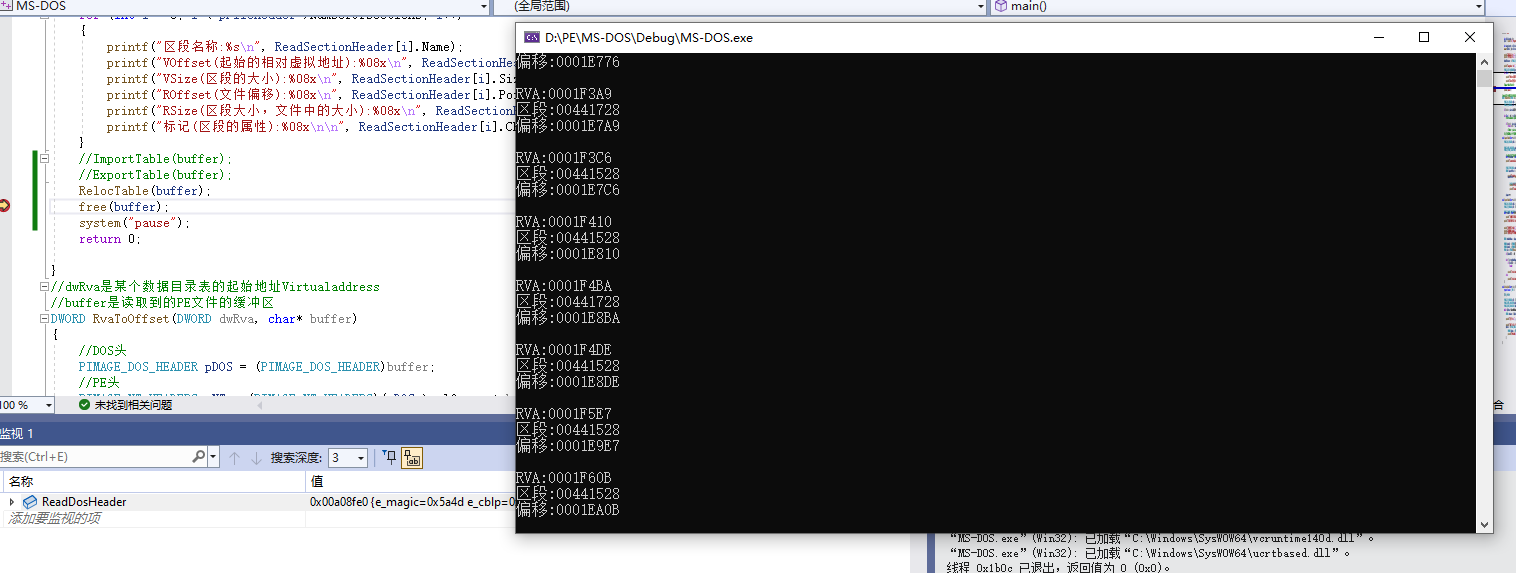 MS-DOS
(全局范围)
main()
{
printf("区段名称:%s\n", ReadSectionHeader[i].Name);
printf("VOffset(起始的相对虚拟地址):%08x\n", ReadSectionHe
printf("VSize(区段的大小):%08x\n", ReadSectionHeader[i].Si
printf("ROffset(文件偏移):%08x\n", ReadSectionHeader[i].Po
printf("RSize(区段大小,文件中的大小):%08x\n", ReadSectionH
printf("标记(区段的属性):%08x\n\n", ReadSectionHeader[i].C
}
//ImportTable(buffer);
//ExportTable(buffer);
RelocTable(buffer);
free(buffer);
system("pause");
return 0;
}
//dwRva是某个数据目录表的起始地址Virtualaddress
//buffer是读取到的PE文件的缓冲区
DWORD RvaToOffset(DWORD dwRva, char* buffer)
{
//DOS头
PIMAGE_DOS_HEADER pDOS = (PIMAGE_DOS_HEADER)buffer;
//PE头
100 %
未找到相关问题
D:\PE\MS-DOS\Debug\MS-DOS.exe
偏移:0001E776
RVA:0001F3A9
区段:00441728
偏移:0001E7A9
RVA:0001F3C6
区段:00441528
偏移:0001E7C6
RVA:0001F410
区段:00441528
偏移:0001E810
RVA:0001F4BA
区段:00441728
偏移:0001E8BA
RVA:0001F4DE
区段:00441528
偏移:0001E8DE
RVA:0001F5E7
区段:00441528
偏移:0001E9E7
RVA:0001F60B
区段:00441528
偏移:0001EA0B
监视 1
搜索(Ctrl+E)
搜索深度: 3
名称
值
ReadDosHeader
0x00a08fe0 {e_magic=0x5a4d e_cblp=0
添加要监视的项
合
“MS-DOS.exe”(Win32): 已加载“C:\Windows\SysWOW64\vcruntime140d.dll”。
“MS-DOS.exe”(Win32): 已加载“C:\Windows\SysWOW64\ucrtbased.dll”。
线程 0x1b0c 已退出,返回值为 0 (0x0)。